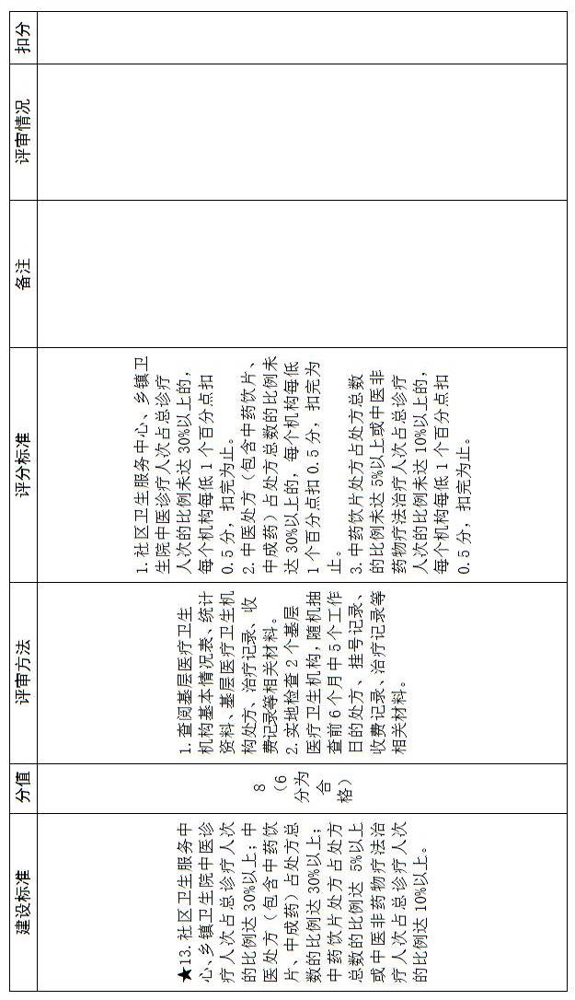 建设标准
分值
评审方法
评分标准
备注
评审情况
扣分
★13.社区卫生服务中
心、乡镇卫生院中医诊
疗人次占总诊疗人次
的比例达 30%以上；中
医处方（包含中药饮
片、中成药）占处方总
数的比例达 30%以上；
中药饮片处方占处方
总数的比例达 5%以上
或中医非药物疗法治
疗人次占总诊疗人次
的比例达10%以上。
8
（6
分为
合
格）
1. 查阅基层医疗卫生
机构基本情况表、统计
资料、基层医疗卫生机
构处方、治疗记录、收
费记录等相关材料。
2. 实地检查 2 个基层
医疗卫生机构，随机抽
查前 6 个月中 5 个工作
日的处方、挂号记录、
收费记录、治疗记录等
相关材料。
1. 社区卫生服务中心、乡镇卫
生院中医诊疗人次占总诊疗
人次的比例未达 30%以上的，
每个机构每低 1 个百分点扣
0.5 分，扣完为止。
2. 中医处方（包含中药饮片、
中成药）占处方总数的比例未
达 30%以上的，每个机构每低
1 个百分点扣 0.5 分，扣完为
止。
3. 中药饮片处方占处方总数
的比例未达 5%以上或中医非
药物疗法治疗人次占总诊疗
人次的比例未达 10%以上的，
每个机构每低 1 个百分点扣
0.5 分，扣完为止。